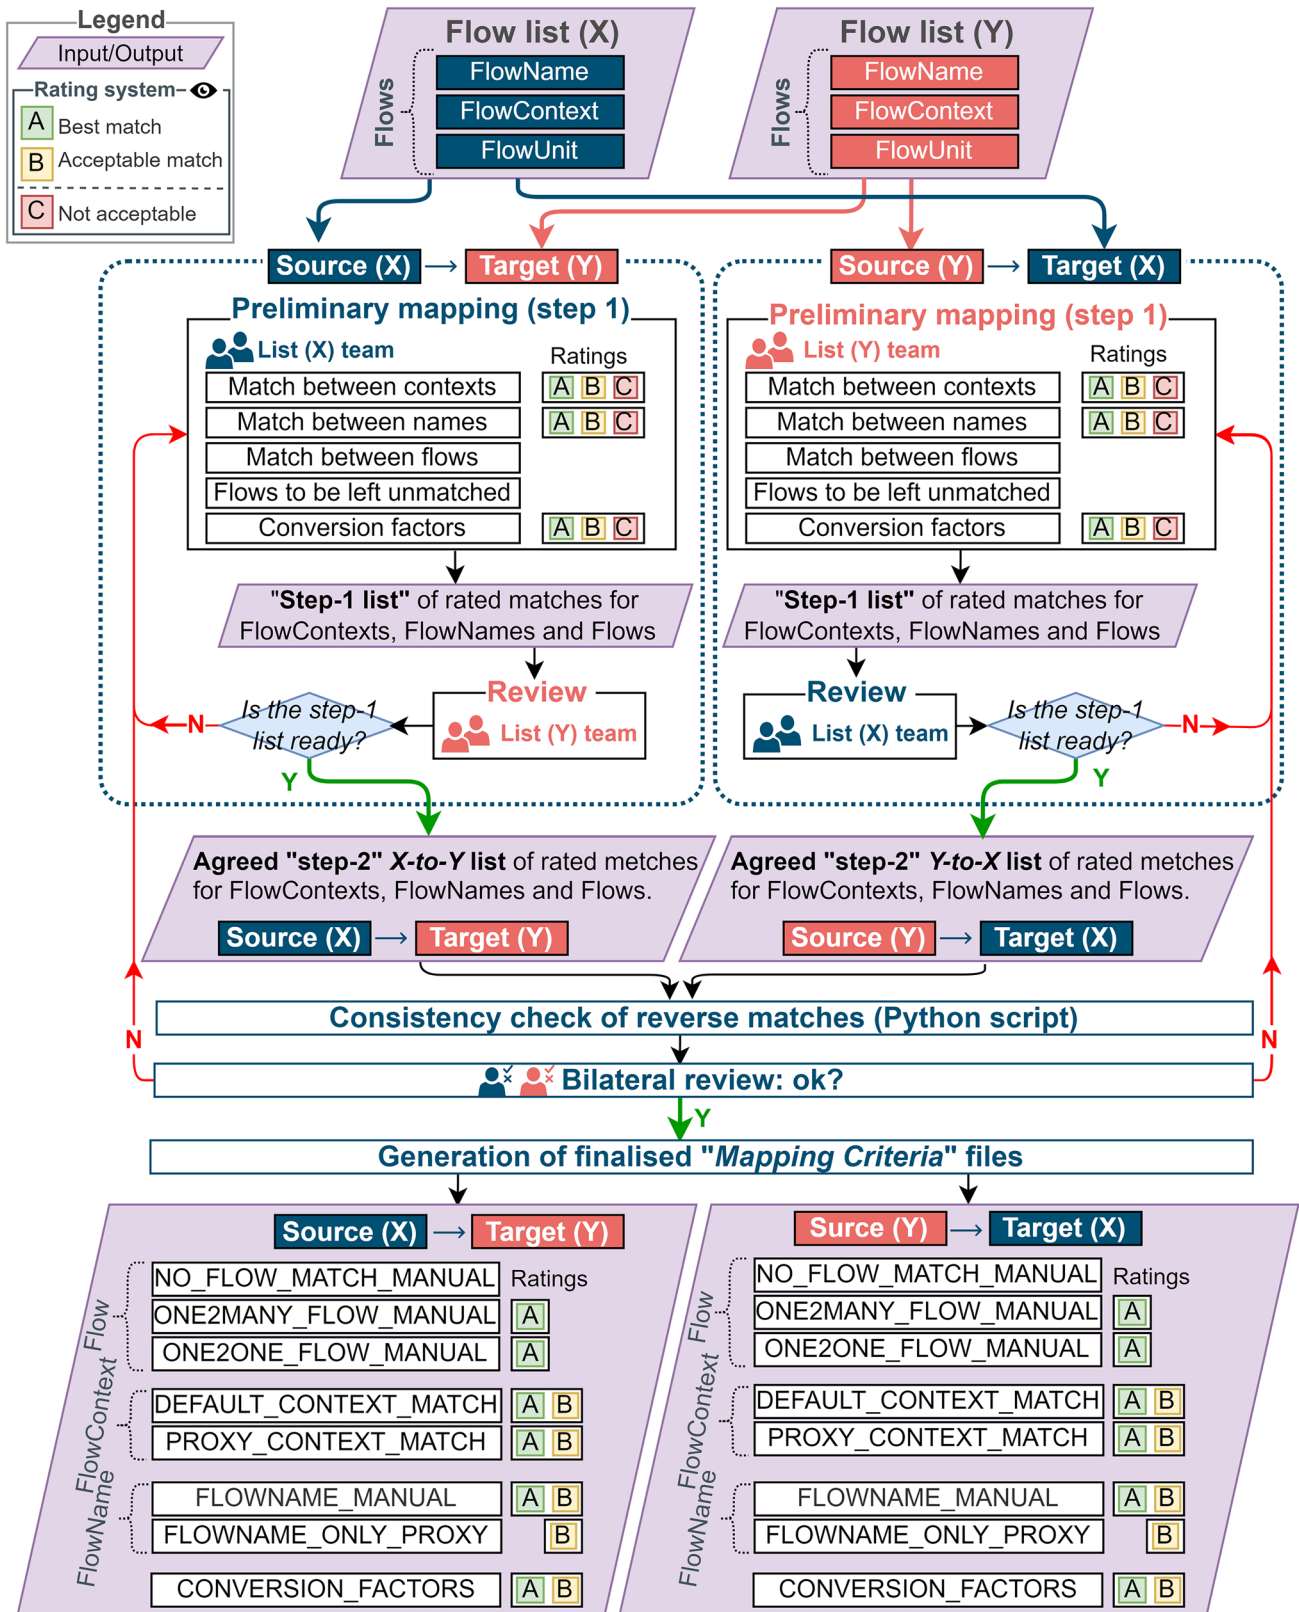 Legend
Input/Output
Rating system
A Best match
B Acceptable match
C Not acceptable
Flow list (X)
Flows
FlowName
FlowContext
FlowUnit
Flow list (Y)
Flows
FlowName
FlowContext
FlowUnit
Source (X) → Target (Y)
Preliminary mapping (step 1)
List (X) team
Ratings
Match between contexts A B C
Match between names A B C
Match between flows
Flows to be left unmatched
Conversion factors A B C
"Step-1 list" of rated matches for
FlowContexts, FlowNames and Flows
Review
List (Y) team
Is the step-1
list ready?
N
Y
Source (Y) → Target (X)
Preliminary mapping (step 1)
List (Y) team
Ratings
Match between contexts A B C
Match between names A B C
Match between flows
Flows to be left unmatched
Conversion factors A B C
"Step-1 list" of rated matches for
FlowContexts, FlowNames and Flows
Review
List (X) team
Is the step-1
list ready?
N
Y
Agreed "step-2" X-to-Y list of rated metches
for FlowContexts, FlowNames and Flows.
Source (X) → Target (Y)
Agreed "step-2" Y-to-X list of rated metches
for FlowContexts, FlowNames and Flows.
Source (Y) → Target (X)
Consistency check of reverse matches (Python script)
N
N
Bilateral review: ok?
Y
Generation of finalised "Mapping Criteria" files
Source (X) → Target (Y)
Ratings
Flow
NO_FLOW_MATCH_MANUAL
ONE2MANY_FLOW_MANUAL A
ONE2ONE_FLOW_MANUAL A
FlowContext
DEFAULT_CONTEXT_MATCH A B
PROXY_CONTEXT_MATCH A B
FlowName
FLOWNAME_MANUAL A B
FLOWNAME_ONLY_PROXY B
CONVERSION_FACTORS A B
Surce (Y) → Target (X)
Ratings
Flow
NO_FLOW_MATCH_MANUAL
ONE2MANY_FLOW_MANUAL A
ONE2ONE_FLOW_MANUAL A
FlowContext
DEFAULT_CONTEXT_MATCH A B
PROXY_CONTEXT_MATCH A B
FlowName
FLOWNAME_MANUAL A B
FLOWNAME_ONLY_PROXY B
CONVERSION_FACTORS A B